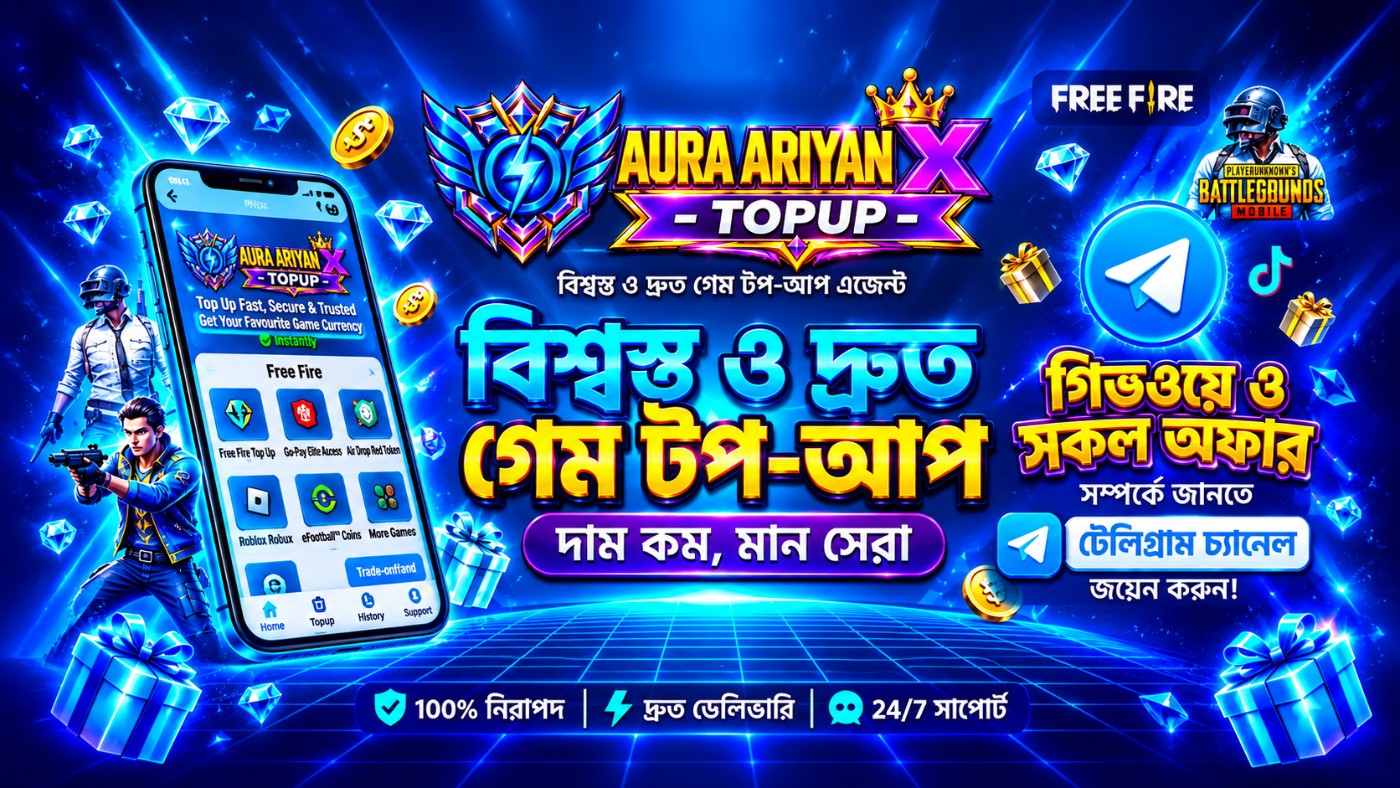 AURA ARIYAN X
- TOPUP -
বিশ্বস্ত ও দ্রুত গেম টপ-আপ এজেন্ট
বিশ্বস্ত ও দ্রুত
গেম টপ-আপ
দাম কম, মান সেরা
AURA ARIYAN X
- TOPUP -
Top Up Fast, Secure & Trusted
Get Your Favourite Game Currency
Instantly
Free Fire
Free Fire Top Up
Go-Pay Elite Access
Air Drop Red Token
Roblox Robux
eFootball™ Coins
More Games
Trade-onffand
Home
Topup
History
Support
FREE FIRE
PLAYERUNKNOWN'S
BATTLEGRUNDS
MOBILE
গিভওয়ে ও
সকল অফার
সম্পর্কে জানতে
টেলিগ্রাম চ্যানেল
জয়েন করুন!
100% নিরাপদ | দ্রুত ডেলিভারি | 24/7 সাপোর্ট